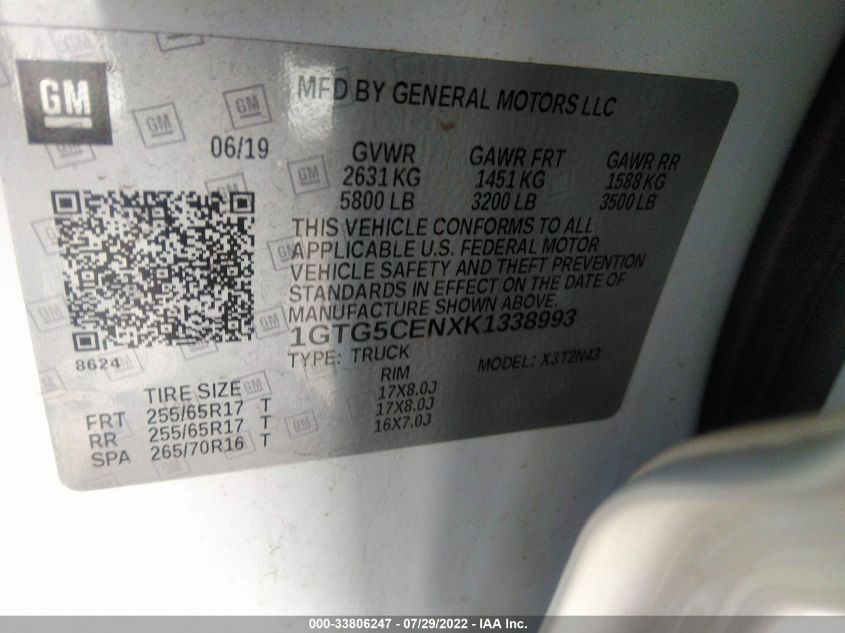 GM
MFD BY GENERAL MOTORS LLC
06/19
GVWR GAWR FRT GAWR RR
2631 KG 1451 KG 1588 KG
5800 LB 3200 LB 3500 LB
THIS VEHICLE CONFORMS TO ALL
APPLICABLE U.S. FEDERAL MOTOR
VEHICLE SAFETY AND THEFT PREVENTION
STANDARDS IN EFFECT ON THE DATE OF
MANUFACTURE SHOWN ABOVE.
1GTG5CENXK1338993
8624
TYPE: TRUCK MODEL: X3T2N43
TIRE SIZE RIM
FRT 255/65R17 T 17X8.0J
RR 255/65R17 T 17X8.0J
SPA 265/70R16 T 16X7.0J
000-33806247 - 07/29/2022 - IAA Inc.